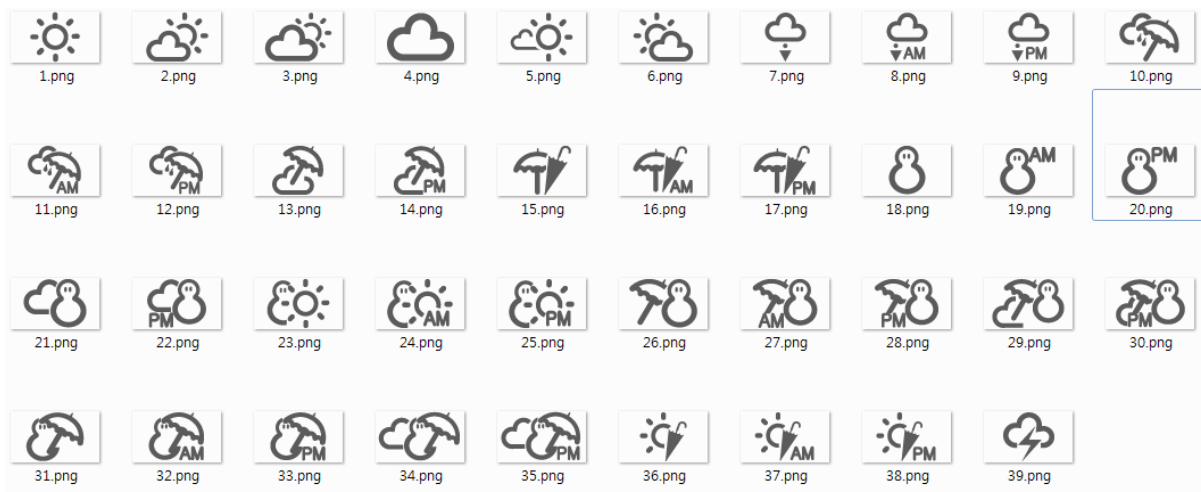 1.png 2.png 3.png 4.png 5.png 6.png 7.png AM 8.png PM 9.png 10.png
AM 11.png PM 12.png 13.png PM 14.png 15.png AM 16.png PM 17.png 18.png AM 19.png PM 20.png
21.png PM 22.png 23.png AM 24.png PM 25.png 26.png AM 27.png PM 28.png 29.png PM 30.png
31.png AM 32.png PM 33.png 34.png PM 35.png 36.png AM 37.png PM 38.png 39.png